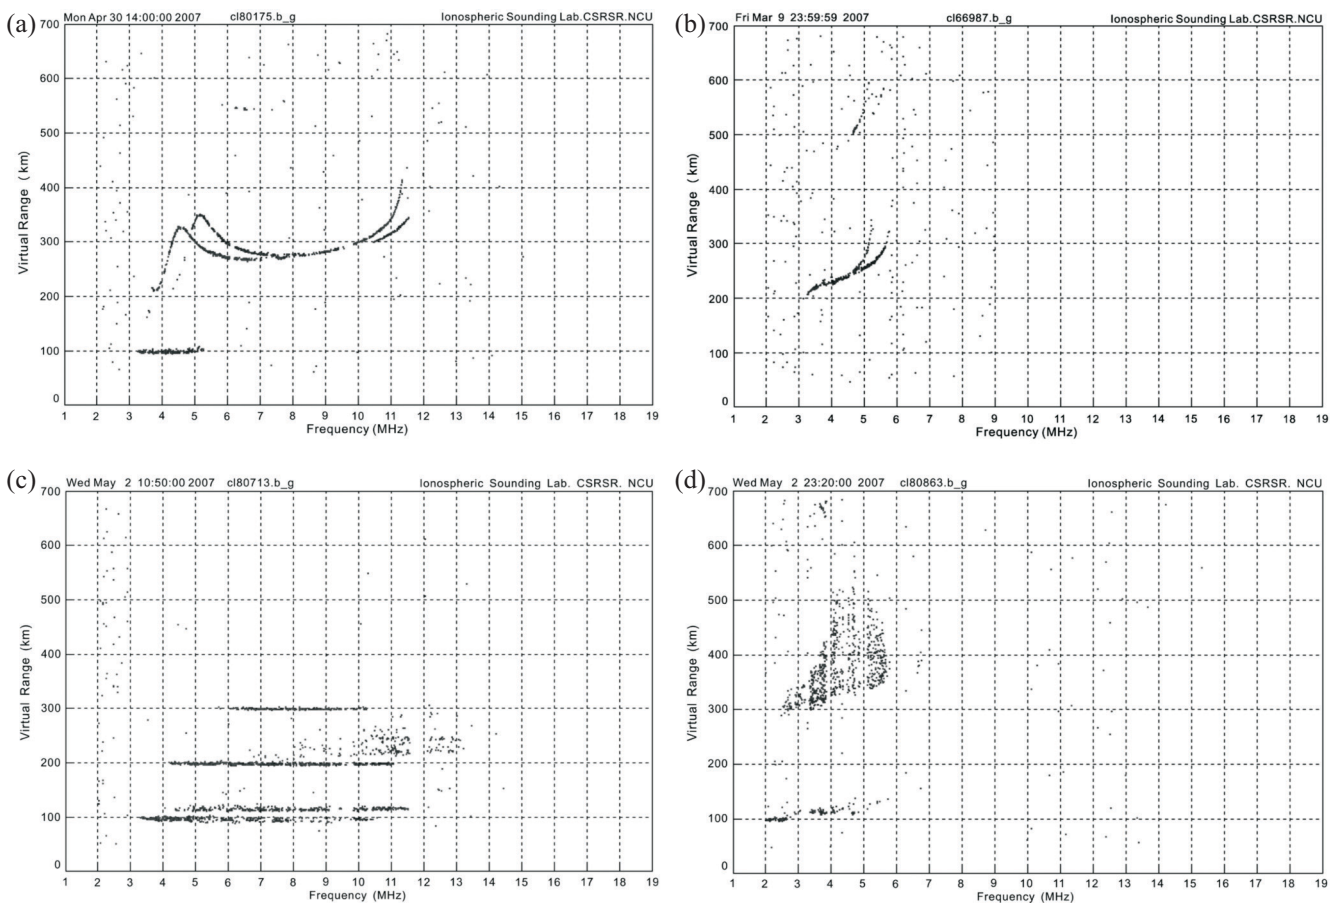 (a)
Mon Apr 30 14:00:00 2007 cl80175.b_g Ionospheric Sounding Lab.CSRSR.NCU
700
600
500
400
300
200
100
0
Virtual Range (km)
1 2 3 4 5 6 7 8 9 10 11 12 13 14 15 16 17 18 19
Frequency (MHz)
(b)
Fri Mar 9 23:59:59 2007 cl66987.b_g Ionospheric Sounding Lab.CSRSR.NCU
700
600
500
400
300
200
100
0
Virtual Range (km)
1 2 3 4 5 6 7 8 9 10 11 12 13 14 15 16 17 18 19
Frequency (MHz)
(c)
Wed May 2 10:50:00 2007 cl80713.b_g Ionospheric Sounding Lab. CSRSR. NCU
700
600
500
400
300
200
100
0
Virtual Range (km)
1 2 3 4 5 6 7 8 9 10 11 12 13 14 15 16 17 18 19
Frequency (MHz)
(d)
Wed May 2 23:20:00 2007 cl80863.b_g Ionospheric Sounding Lab. CSRSR. NCU
700
600
500
400
300
200
100
0
Virtual Range (km)
1 2 3 4 5 6 7 8 9 10 11 12 13 14 15 16 17 18 19
Frequency (MHz)